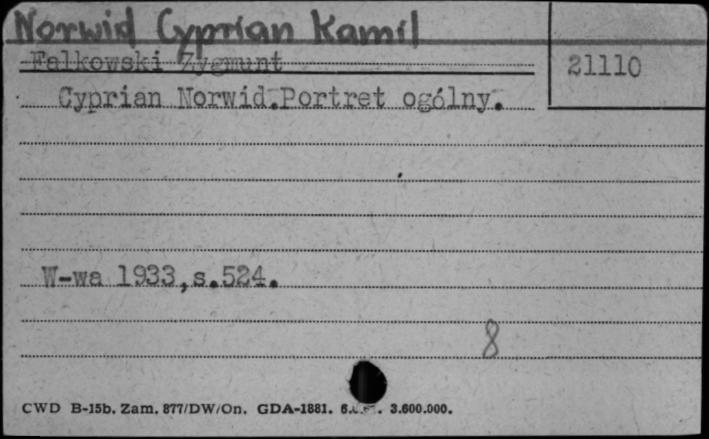 Norwid Cyprian Kamil
Falkowski Zygmunt
21110
Cyprian Norwid.Portret ogólny.
W-wa 1933,s.524.
8
CWD B-15b. Zam. 877/DW/On. GDA-1881. 3.600.000.